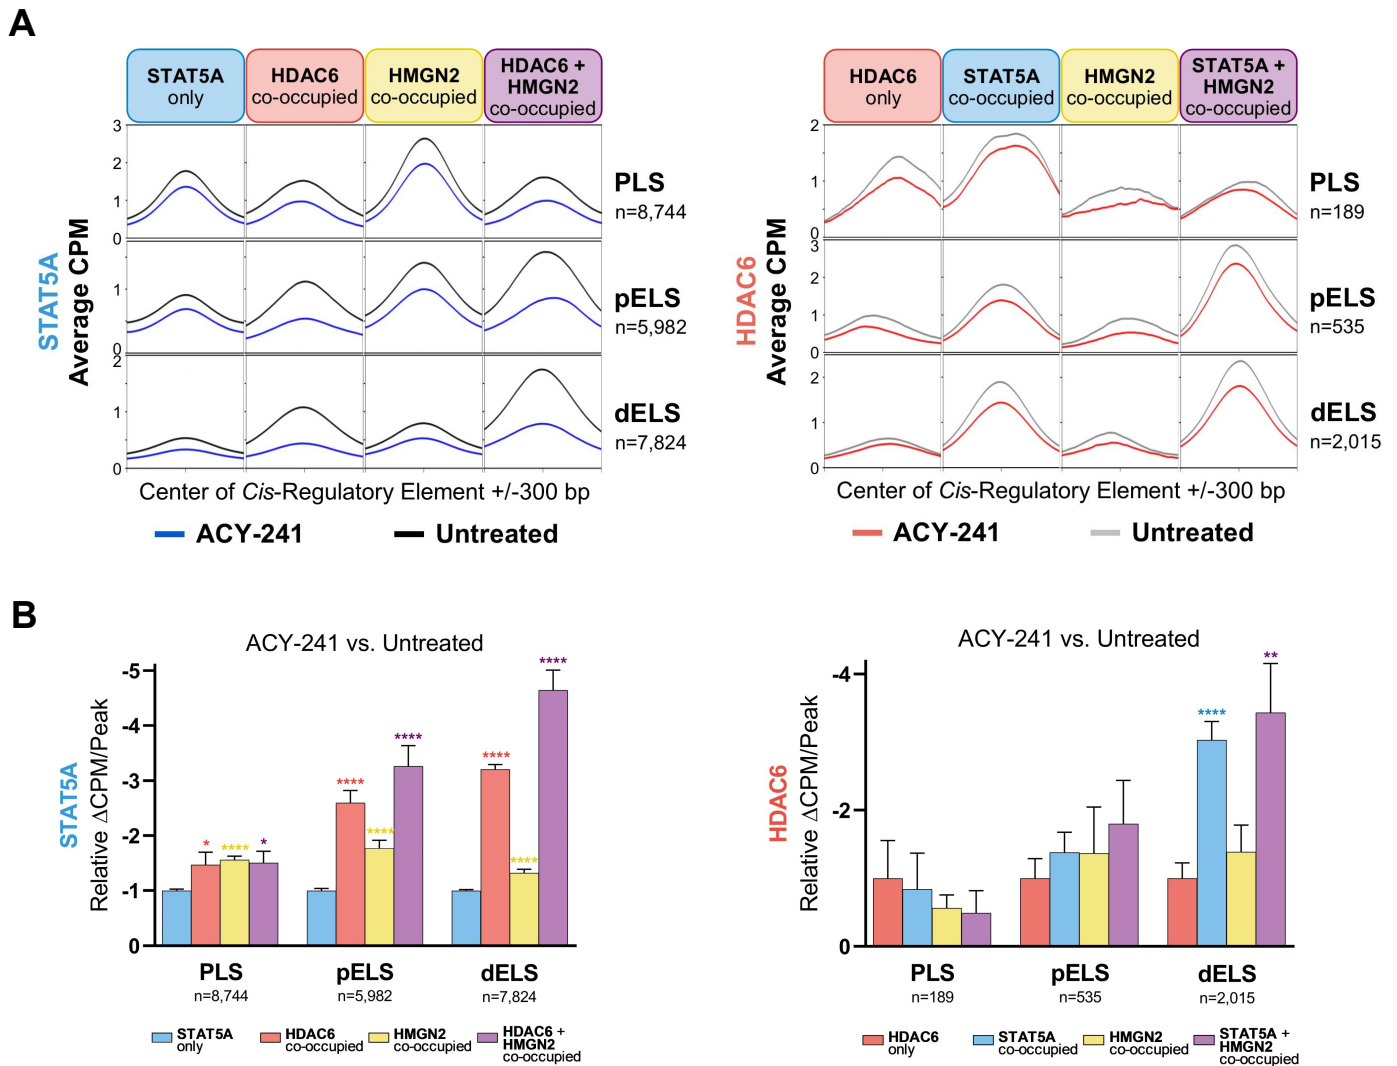 A
STAT5A
only
HDAC6
co-occupied
HMGN2
co-occupied
HDAC6 +
HMGN2
co-occupied
3
2
1
0
1
0
2
1
0
STAT5A
Average CPM
PLS
n=8,744
pELS
n=5,982
dELS
n=7,824
Center of Cis-Regulatory Element +/-300 bp
ACY-241
Untreated
HDAC6
only
STAT5A
co-occupied
HMGN2
co-occupied
STAT5A +
HMGN2
co-occupied
2
1
0
3
2
1
0
2
1
0
HDAC6
Average CPM
PLS
n=189
pELS
n=535
dELS
n=2,015
Center of Cis-Regulatory Element +/-300 bp
ACY-241
Untreated
B
ACY-241 vs. Untreated
STAT5A
Relative ΔCPM/Peak
-5
-4
-3
-2
-1
0
*
****
*
****
****
****
****
****
****
PLS
n=8,744
pELS
n=5,982
dELS
n=7,824
STAT5A
only
HDAC6
co-occupied
HMGN2
co-occupied
HDAC6 +
HMGN2
co-occupied
ACY-241 vs. Untreated
HDAC6
Relative ΔCPM/Peak
-4
-2
0
****
**
PLS
n=189
pELS
n=535
dELS
n=2,015
HDAC6
only
STAT5A
co-occupied
HMGN2
co-occupied
STAT5A +
HMGN2
co-occupied